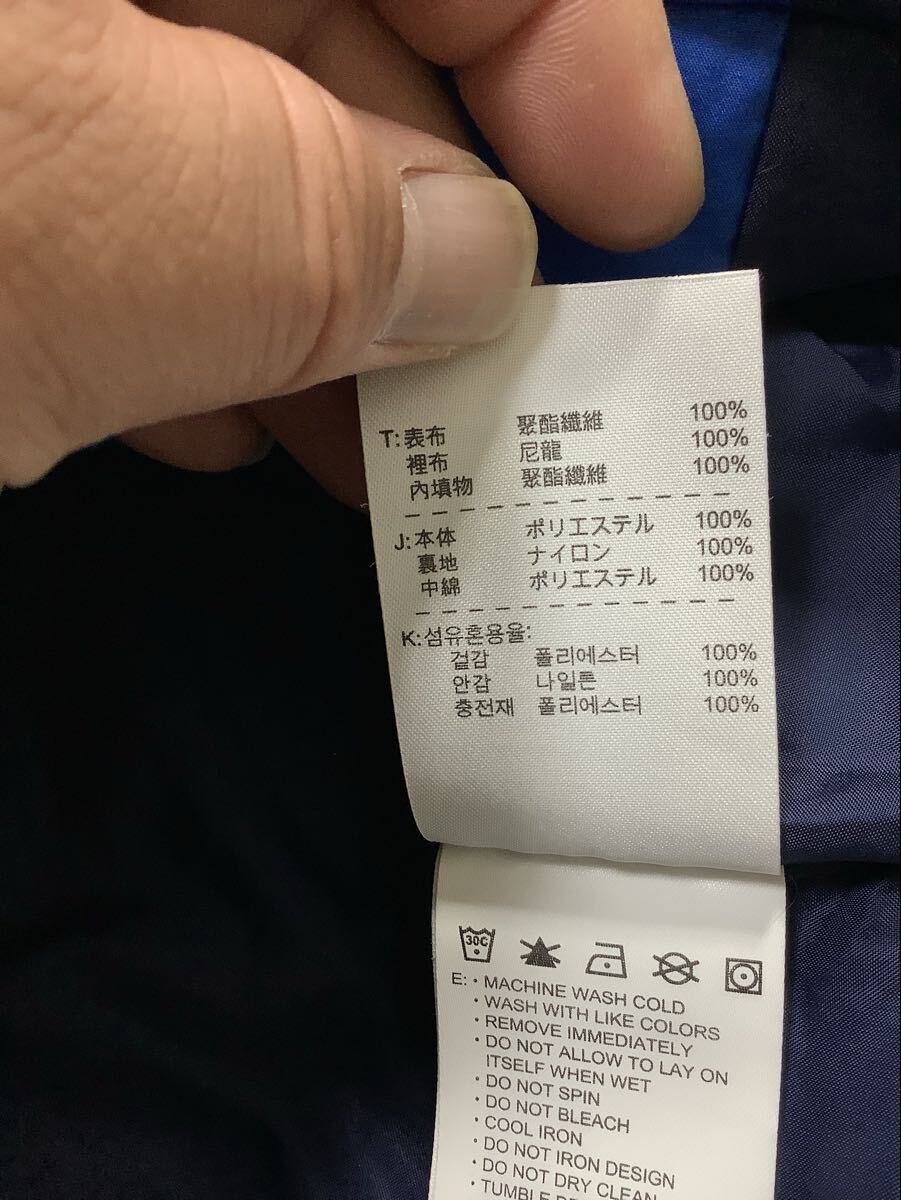 T: 表布 聚酯纖維 100%
裡布 尼龍 100%
內填物 聚酯纖維 100%
J: 本体 ポリエステル 100%
裏地 ナイロン 100%
中綿 ポリエステル 100%
K: 섬유혼용율:
겉감 폴리에스터 100%
안감 나일론 100%
충전재 폴리에스터 100%
30C
E: • MACHINE WASH COLD
• WASH WITH LIKE COLORS
• REMOVE IMMEDIATELY
• DO NOT ALLOW TO LAY ON
ITSELF WHEN WET
• DO NOT SPIN
• DO NOT BLEACH
• COOL IRON
• DO NOT IRON DESIGN
• DO NOT DRY CLEAN
• TUMBLE